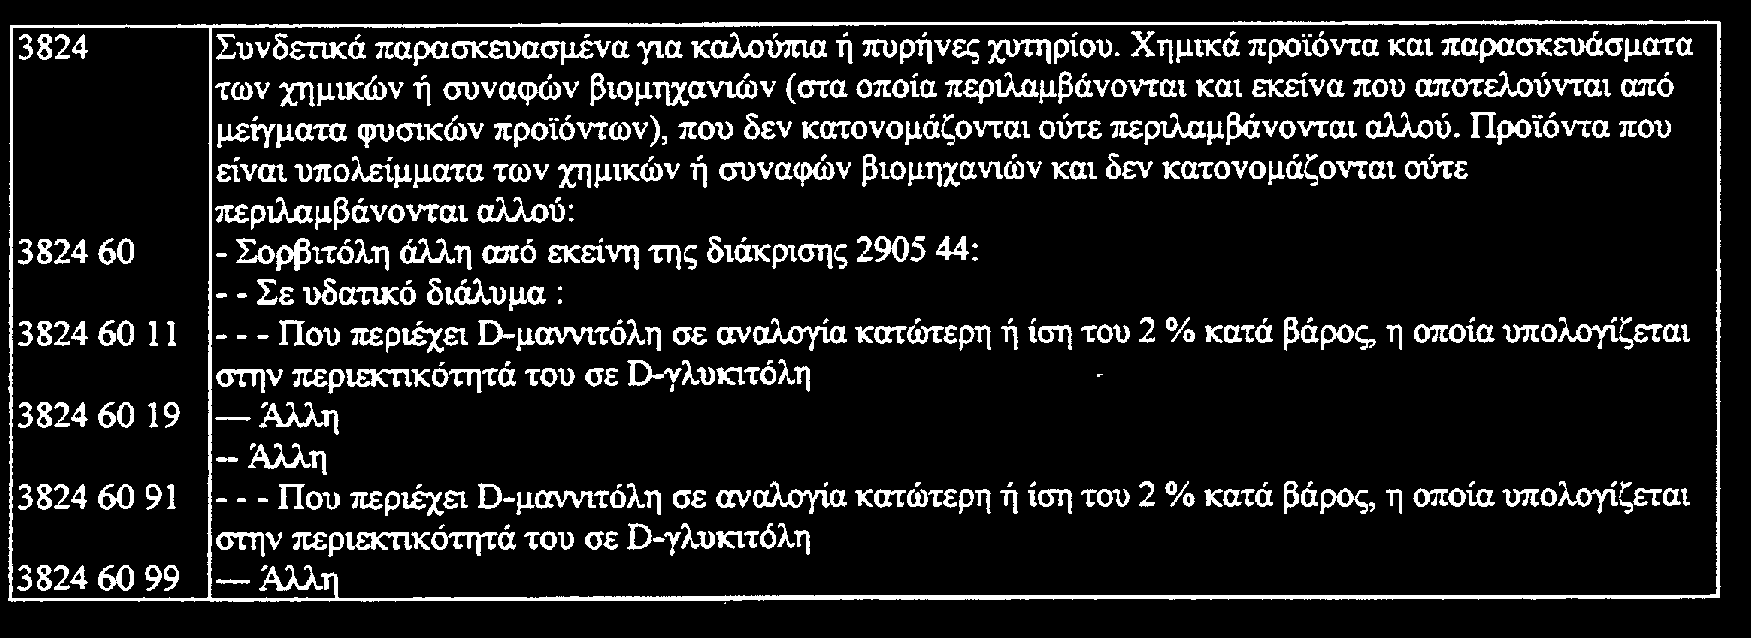 3824 Συνδετικά παρασκευασμένα για καλούπια ή πυρήνες χυτηρίου. Χημικά προϊόντα και παρασκευάσματα
των χημικών ή συναφών βιομηχανιών (στα οποία περιλαμβάνονται και εκείνα που αποτελούνται από
μείγματα φυσικών προϊόντων), που δεν κατονομάζονται ούτε περιλαμβάνονται αλλού. Προϊόντα που
είναι υπολείμματα των χημικών ή συναφών βιομηχανιών και δεν κατονομάζονται ούτε
περιλαμβάνονται αλλού:
3824 60 - Σορβιτόλη άλλη από εκείνη της διάκρισης 2905 44:
- - Σε υδατικό διάλυμα :
3824 60 11 - - - Που περιέχει D-μαννιτόλη σε αναλογία κατώτερη ή ίση του 2 % κατά βάρος, η οποία υπολογίζεται
στην περιεκτικότητά του σε D-γλυκιτόλη
3824 60 19 — Άλλη
-- Άλλη
3824 60 91 - - - Που περιέχει D-μαννιτόλη σε αναλογία κατώτερη ή ίση του 2 % κατά βάρος, η οποία υπολογίζεται
στην περιεκτικότητά του σε D-γλυκιτόλη
3824 60 99 — Άλλη